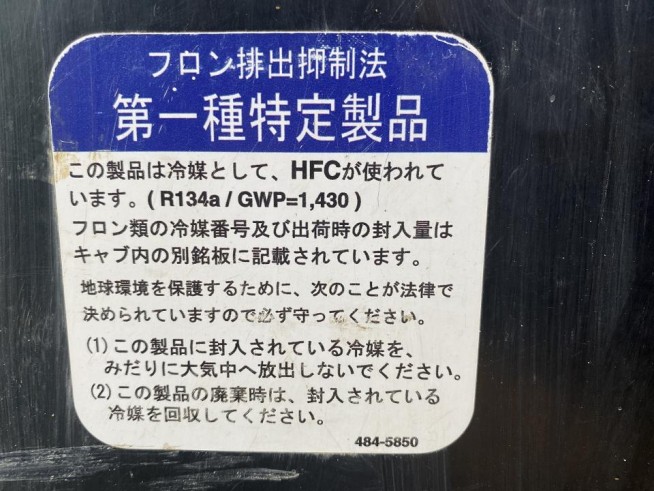 フロン排出抑制法
第一種特定製品
この製品は冷媒として、HFCが使われて
います。( R134a / GWP=1,430 )
フロン類の冷媒番号及び出荷時の封入量は
キャブ内の別銘板に記載されています。
地球環境を保護するために、次のことが法律で
決められていますので必ず守ってください。
(1) この製品に封入されている冷媒を、
みだりに大気中へ放出しないでください。
(2) この製品の廃棄時は、封入されている
冷媒を回収してください。
484-5850